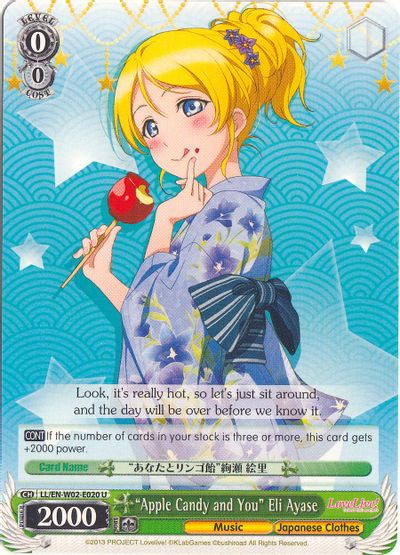 LEVEL
0
0
COST
Look, it's really hot, so let's just sit around,
and the day will be over before we know it.
CONT If the number of cards in your stock is three or more, this card gets
+2000 power.
Card Name
“あなたとリンゴ飴”絢瀬 絵里
CH LL/EN-W02-E020 U
“Apple Candy and You” Eli Ayase
LoveLive!
2000
Music
Japanese Clothes
©2013 PROJECT Lovelive! ©KLabGames ©bushiroad All Rights Reserved.